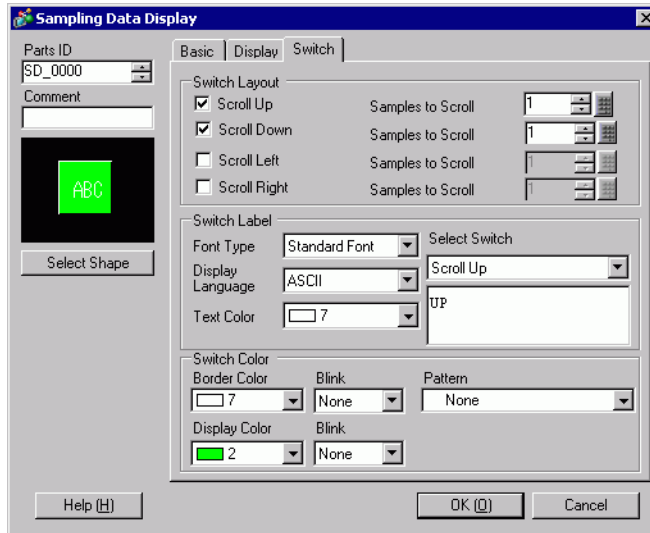 Sampling Data Display
Parts ID
SD_0000
Comment
ABC
Select Shape
Basic Display Switch
Switch Layout
Scroll Up Samples to Scroll 1
Scroll Down Samples to Scroll 1
Scroll Left Samples to Scroll 1
Scroll Right Samples to Scroll 1
Switch Label
Font Type Standard Font
Display Language ASCII
Text Color 7
Select Switch
Scroll Up
UP
Switch Color
Border Color Blink Pattern
7 None None
Display Color Blink
2 None
Help (H) OK (O) Cancel